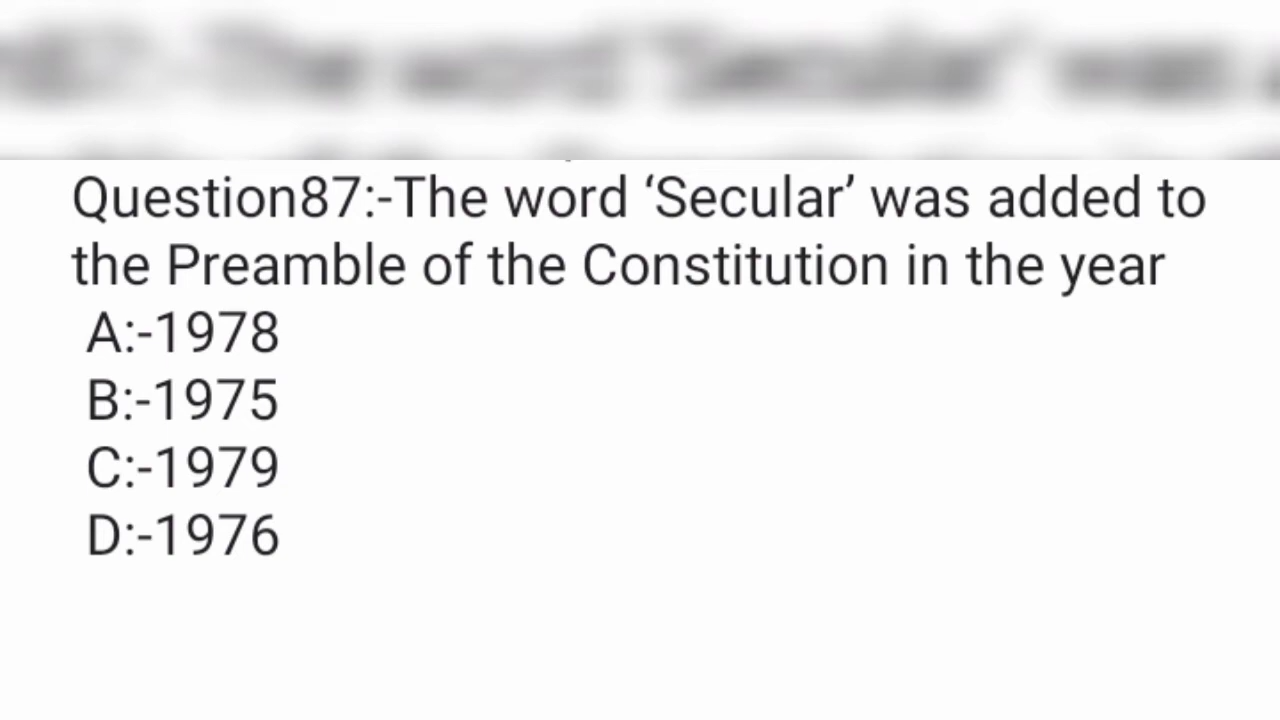 Question87:-The word ‘Secular’ was added to
the Preamble of the Constitution in the year
A:-1978
B:-1975
C:-1979
D:-1976